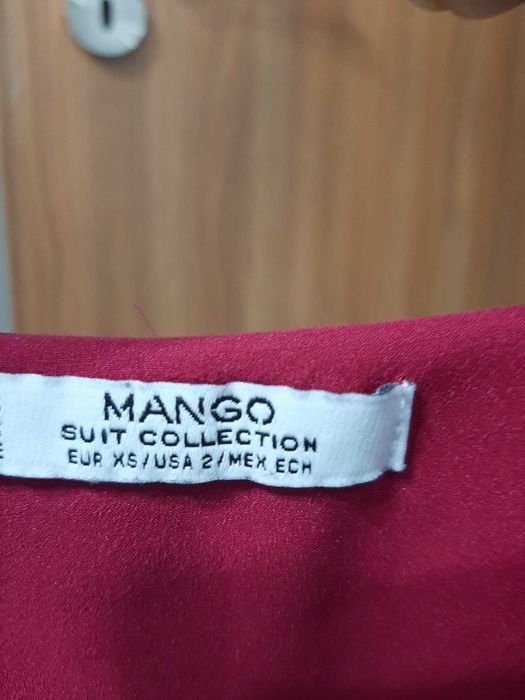 MANGO
SUIT COLLECTION
EUR XS/USA 2/MEX ECH